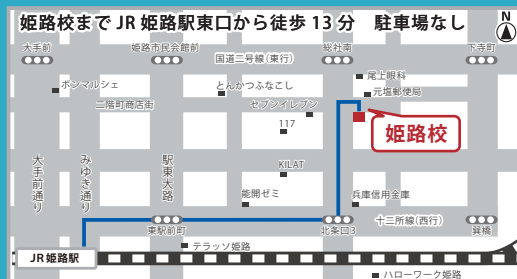 姫路校まで JR 姫路駅東口から徒歩 13 分　駐車場なし
N
大手前
姫路市民会館前
国道二号線(東行)
総社南
下寺町
ボンマルシェ
とんかつふなこし
尾上眼科
元塩郵便局
二階町商店街
セブンイレブン
117
姫路校
大手前通り
みゆき通り
駅東大路
KILAT
能開ゼミ
兵庫信用金庫
東駅前町
北条口3
十二所線(西行)
巽橋
テラッソ姫路
JR 姫路駅
ハローワーク姫路